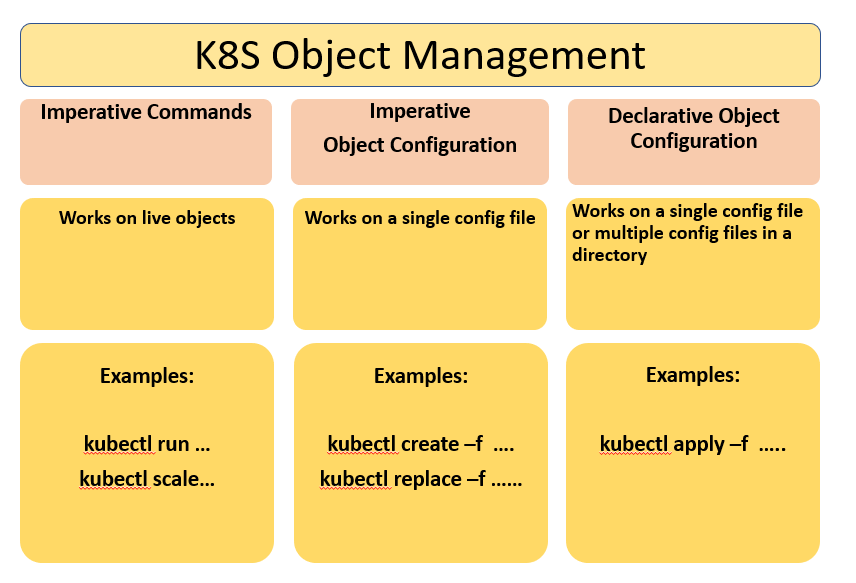 K8S Object Management
Imperative Commands
Imperative
Object Configuration
Declarative Object
Configuration
Works on live objects
Works on a single config file
Works on a single config file
or multiple config files in a
directory
Examples:
kubectl run ...
kubectl scale...
Examples:
kubectl create –f  ....
kubectl replace –f ......
Examples:
kubectl apply –f  .....